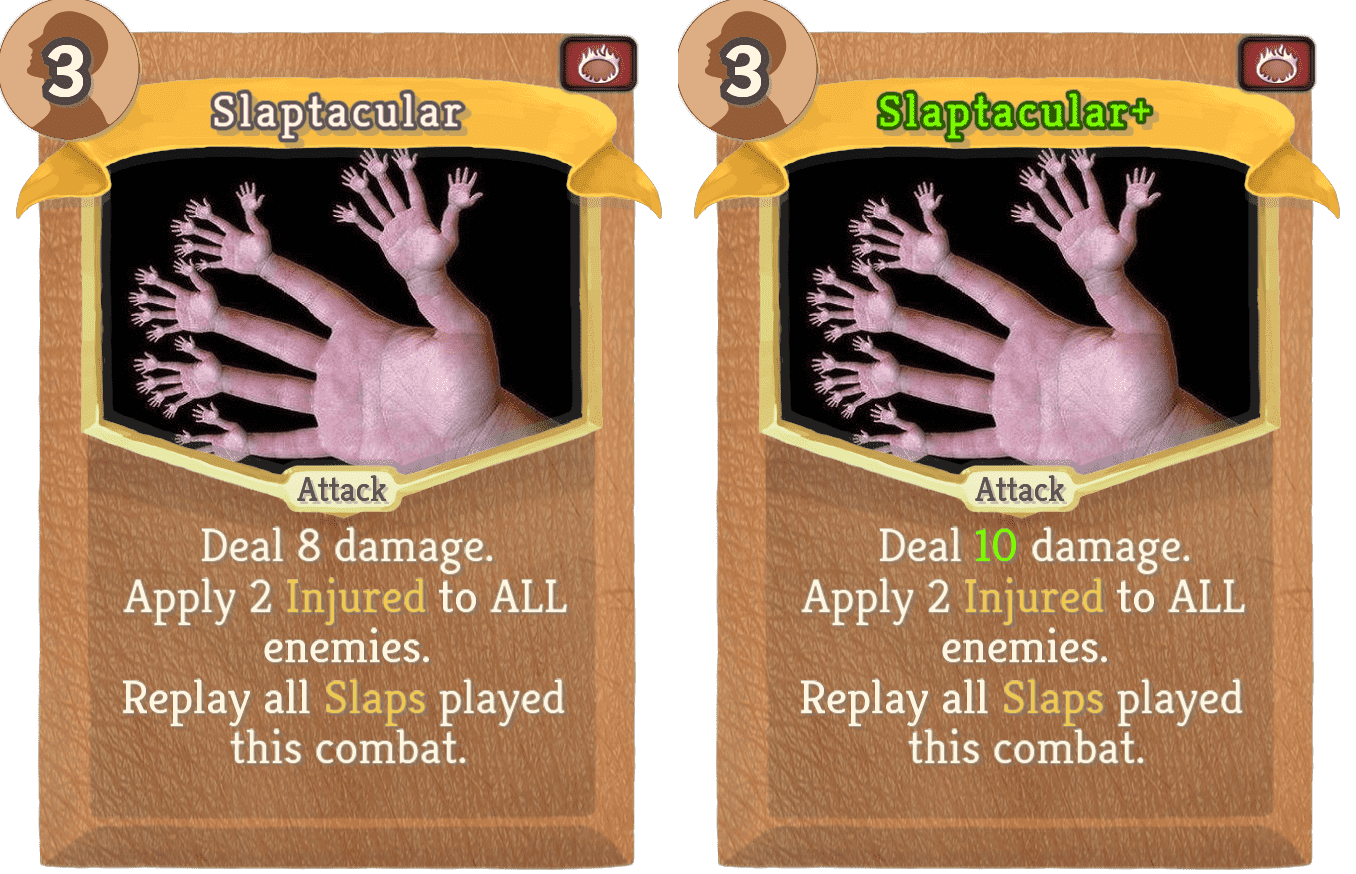 3
Slaptacular
Attack
Deal 8 damage.
Apply 2 Injured to ALL
enemies.
Replay all Slaps played
this combat.
3
Slaptacular+
Attack
Deal 10 damage.
Apply 2 Injured to ALL
enemies.
Replay all Slaps played
this combat.